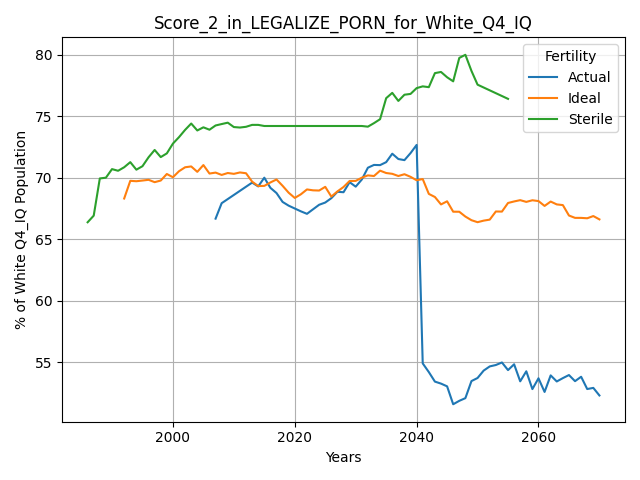 Score_2_in_LEGALIZE_PORN_for_White_Q4_IQ
Fertility
Actual
Ideal
Sterile
% of White Q4_IQ Population
80
75
70
65
60
55
2000
2020
2040
2060
Years